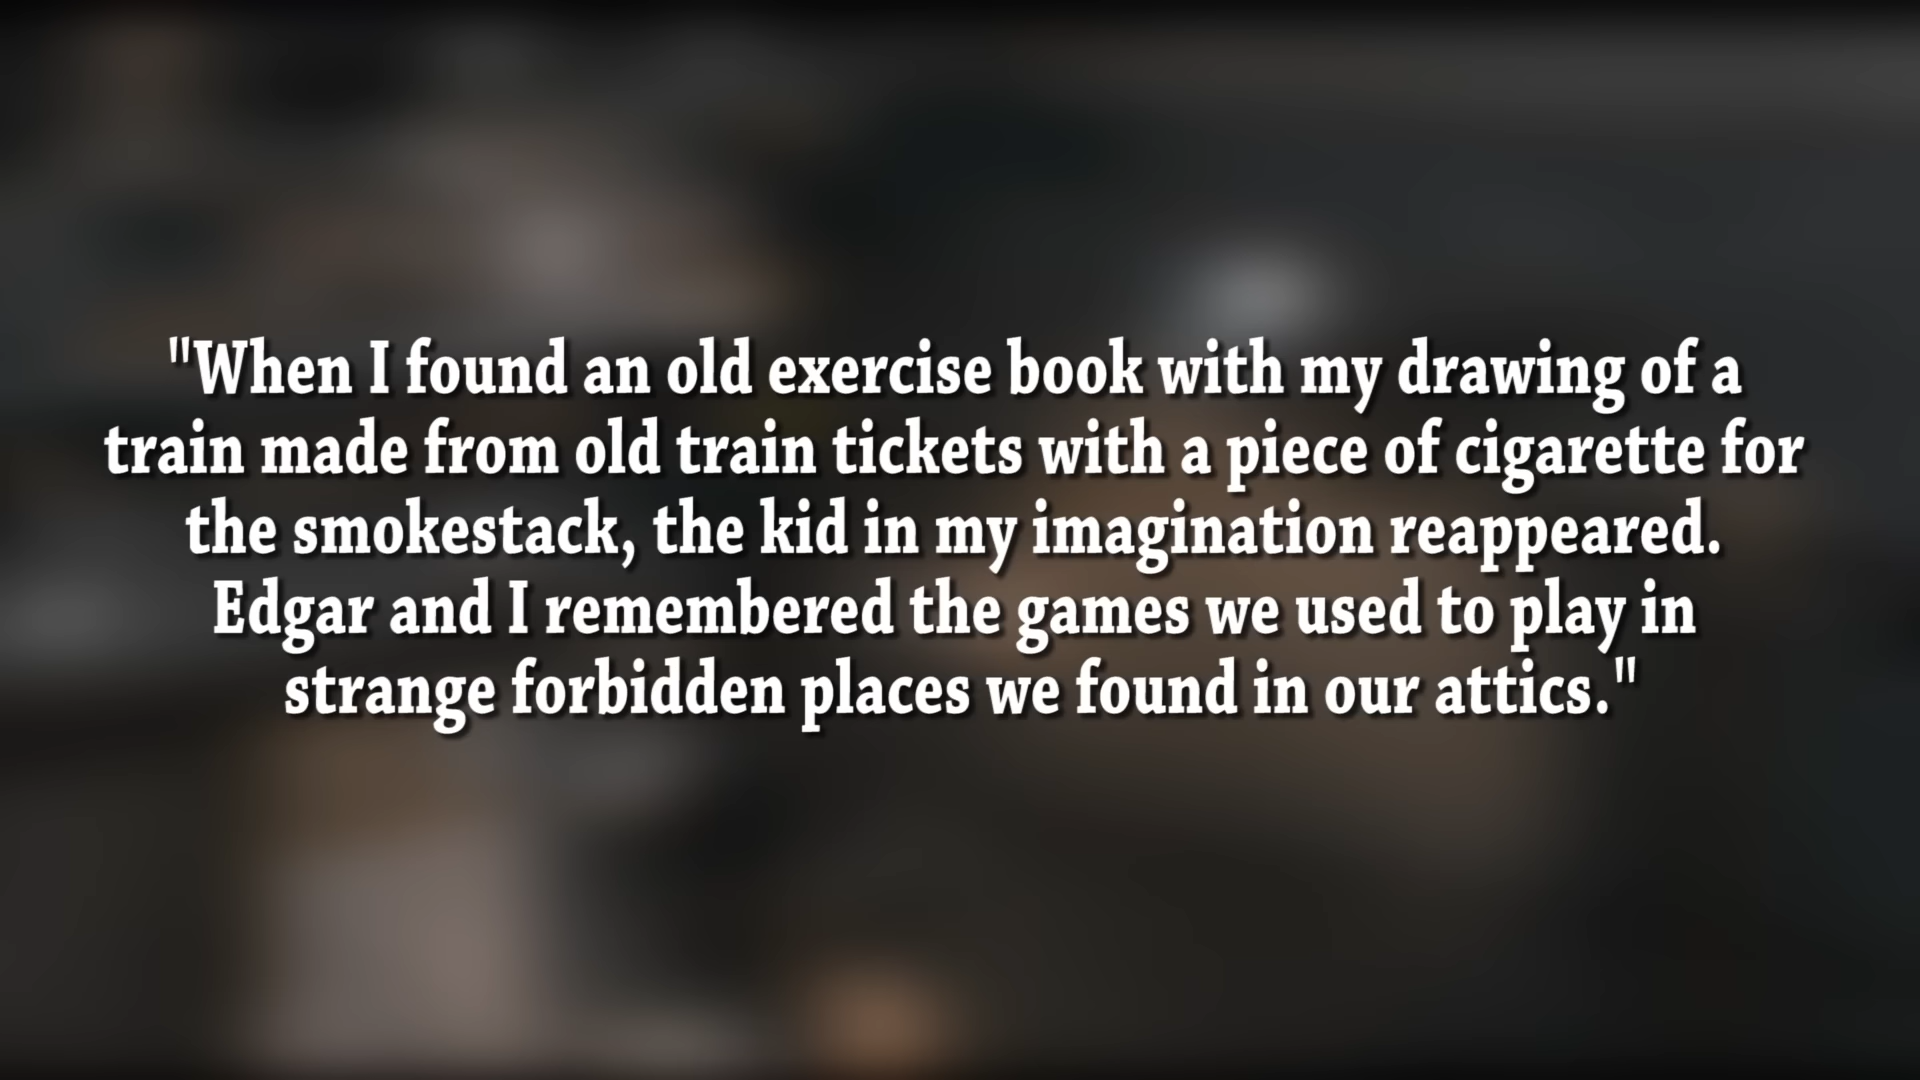 "When I found an old exercise book with my drawing of a
train made from old train tickets with a piece of cigarette for
the smokestack, the kid in my imagination reappeared.
Edgar and I remembered the games we used to play in
strange forbidden places we found in our attics."